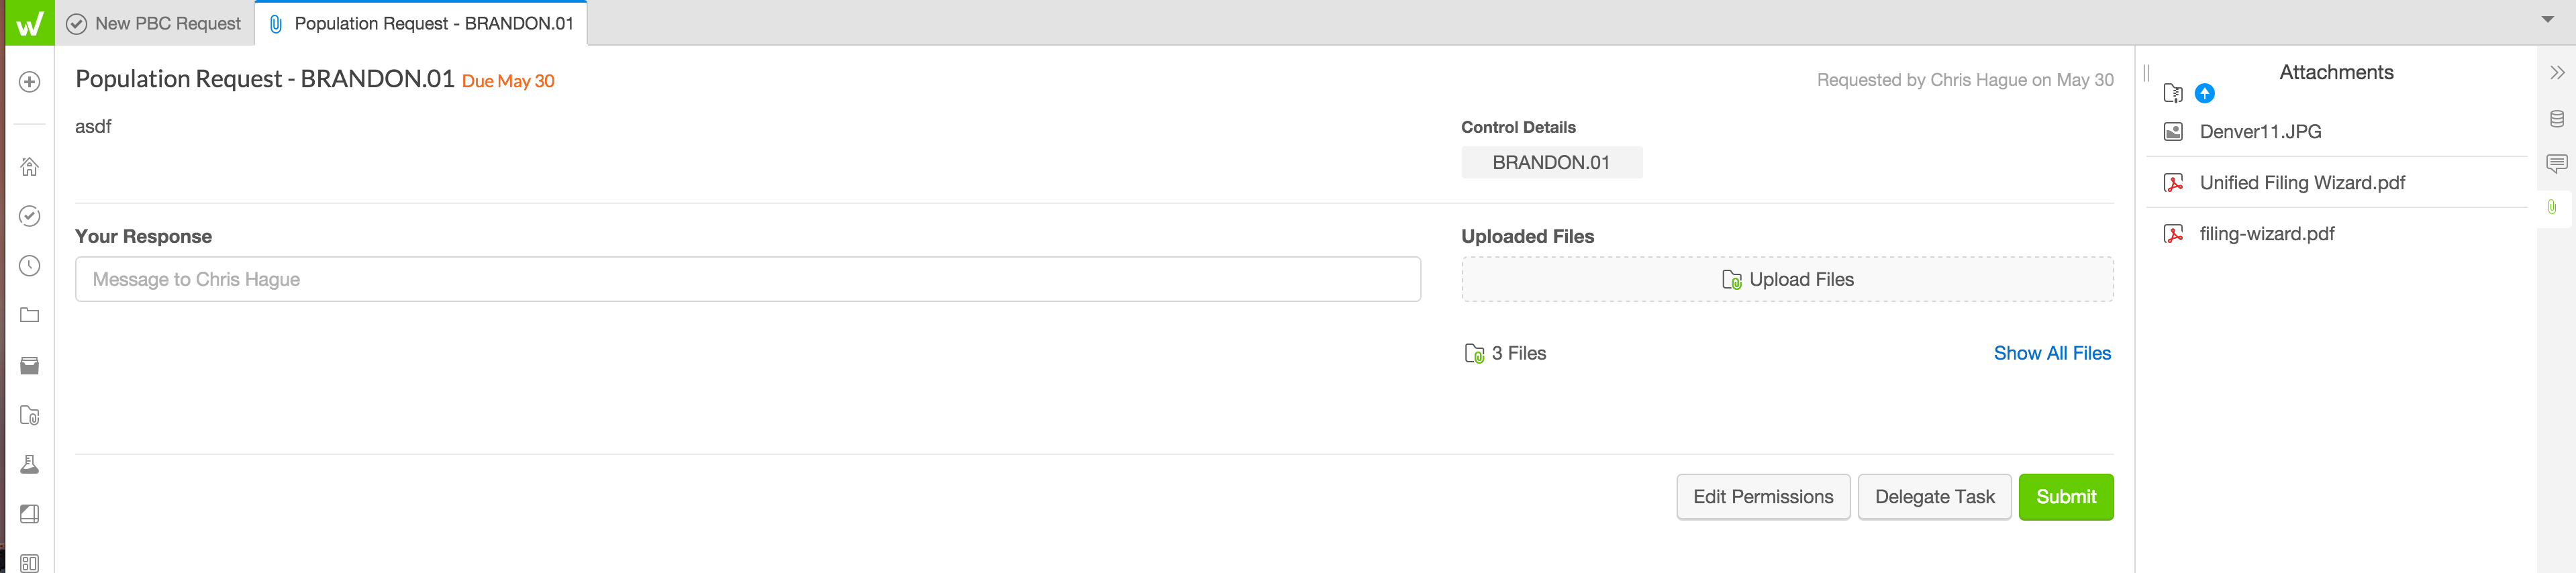 New PBC Request
Population Request - BRANDON.01
Population Request - BRANDON.01 Due May 30
Requested by Chris Hague on May 30
asdf
Control Details
BRANDON.01
Your Response
Message to Chris Hague
Uploaded Files
Upload Files
3 Files
Show All Files
Edit Permissions
Delegate Task
Submit
Attachments
Denver11.JPG
Unified Filing Wizard.pdf
filing-wizard.pdf